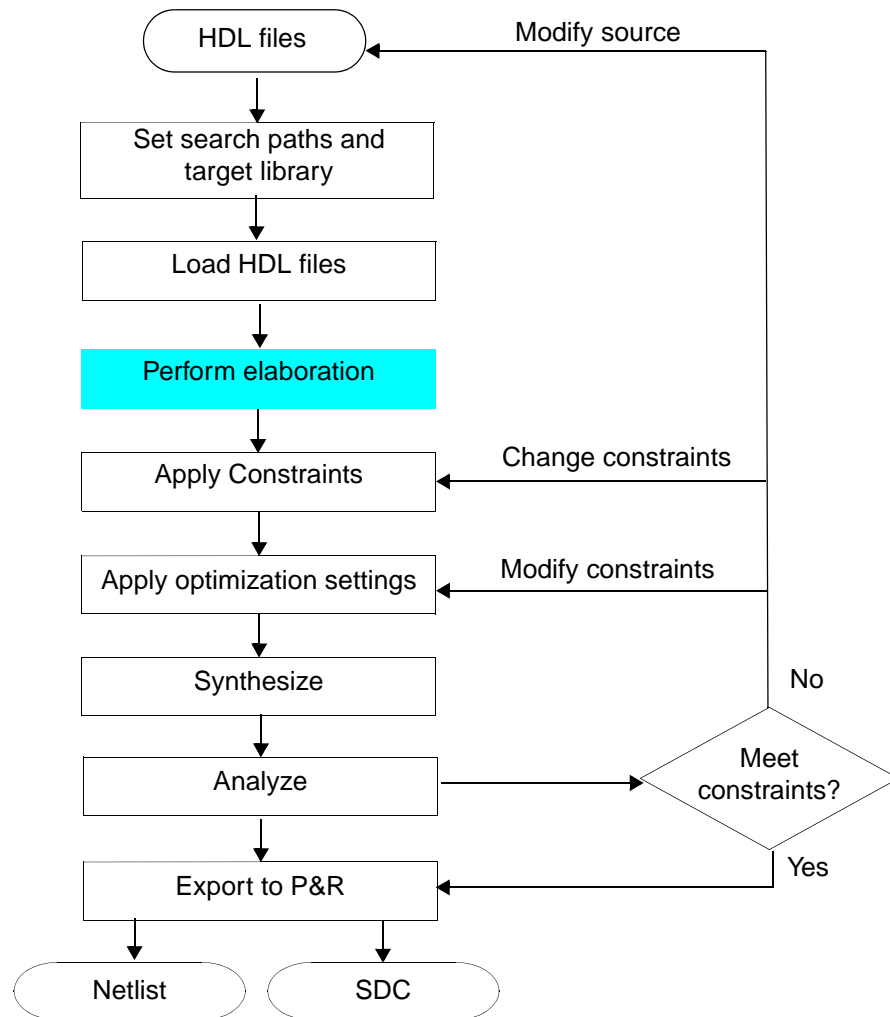 HDL files
Modify source
Set search paths and
target library
Load HDL files
Perform elaboration
Change constraints
Apply Constraints
Modify constraints
Apply optimization settings
Synthesize
No
Meet
constraints?
Analyze
Yes
Export to P&R
Netlist
SDC